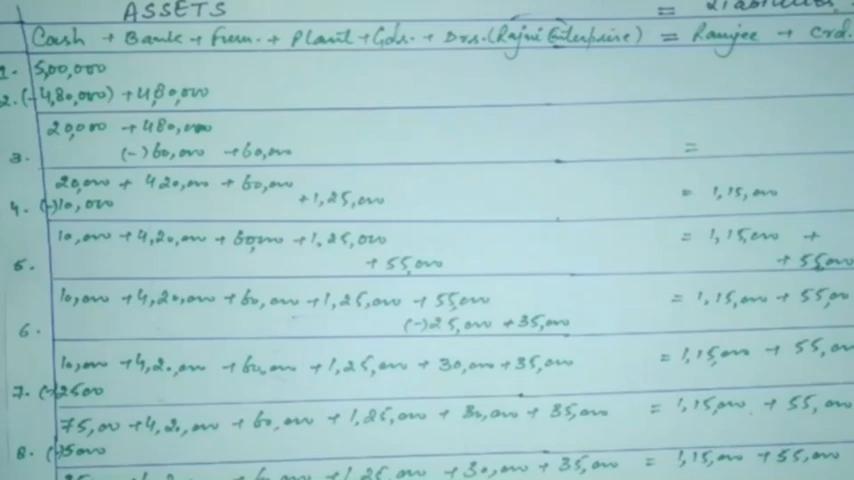 ASSETS = Liabilities
Cash + Bank + Furn. + Plant + Gds. + Drs. (Rajni Enterprise) = Ramjee + Crd.
1. 5,00,000
2. (-4,80,000) + 4,80,000
20,000 + 480,000
3. (-) 60,000 + 60,000 =
20,000 + 420,000 + 60,000
4. (-)10,000 + 1,25,000 = 1,15,000
10,000 + 4,20,000 + 60,000 + 1,25,000 = 1,15,000 +
5. + 55,000 + 55,000
10,000 + 4,20,000 + 60,000 + 1,25,000 + 55,000 = 1,15,000 + 55,00
6. (-) 25,000 + 35,000
10,000 + 4,20,000 + 60,000 + 1,25,000 + 30,000 + 35,000 = 1,15,000 + 55,000
7. (-)2500
75,00 + 4,20,000 + 60,000 + 1,25,000 + 30,000 + 35,000 = 1,15,000 + 55,000
8. (-)5000
+ 1,25,000 + 30,000 + 35,000 = 1,15,000 + 55,000